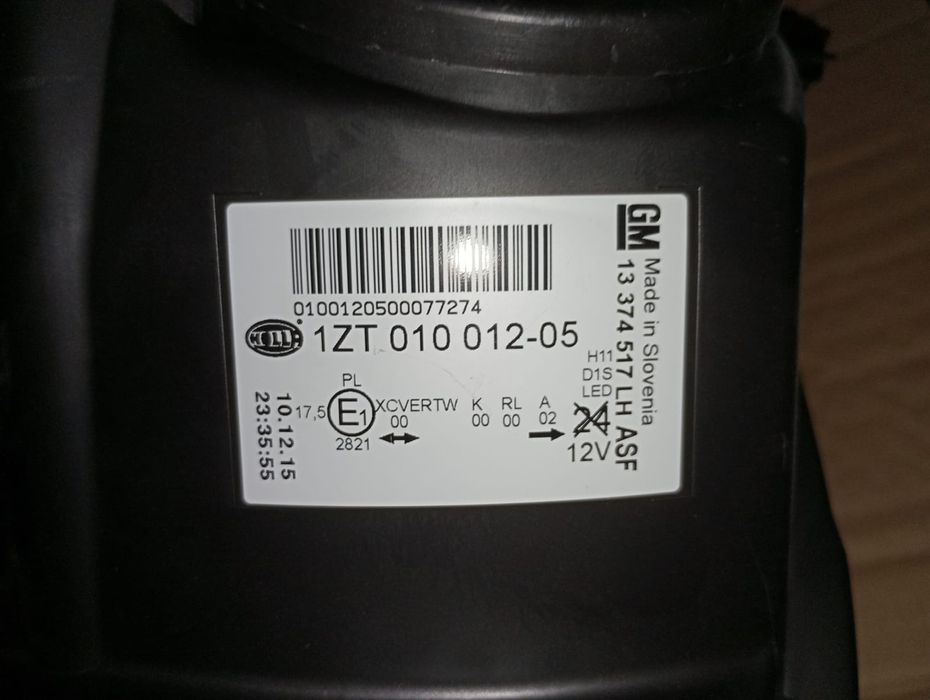 0100120500077274
HELLA
1ZT 010 012-05
H11
D1S
LED
24
12V
PL
17,5 E1 XCVERTW K RL A
00 00 00 02
2821
10.12.15
23:35:55
GM
Made in Slovenia
13 374 517 LH ASF